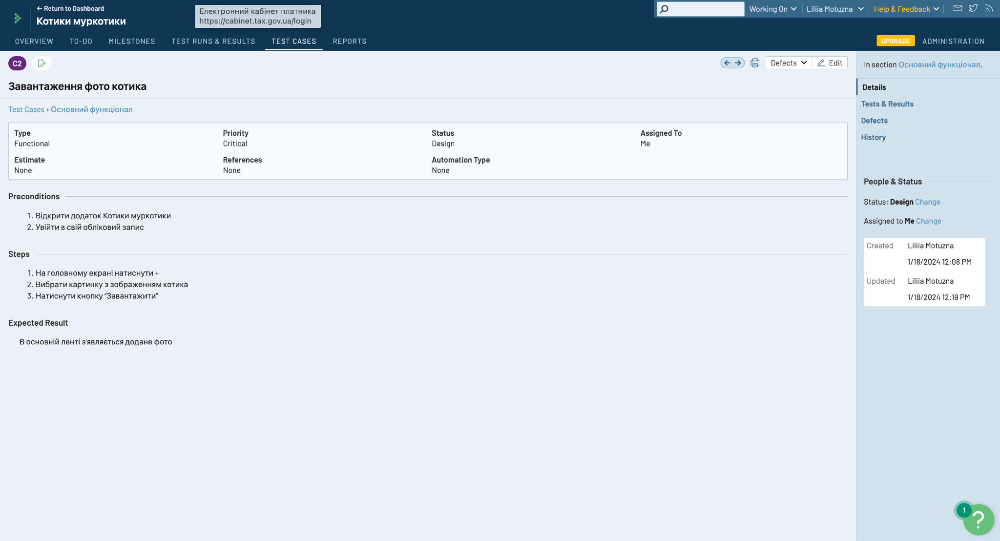 ← Return to Dashboard
Котики муркотики
Електронний кабінет платника
https://cabinet.tax.gov.ua/login
Working On
Liliia Motuzna
Help & Feedback
OVERVIEW
TO-DO
MILESTONES
TEST RUNS & RESULTS
TEST CASES
REPORTS
UPGRADE
ADMINISTRATION
C2
Defects
Edit
Завантаження фото котика
Test Cases › Основний функціонал
Type
Functional
Priority
Critical
Status
Design
Assigned To
Me
Estimate
None
References
None
Automation Type
None
Preconditions
1. Відкрити додаток Котики муркотики
2. Увійти в свій обліковий запис
Steps
1. На головному екрані натиснути +
2. Вибрати картинку з зображенням котика
3. Натиснути кнопку “Завантажити”
Expected Result
В основній ленті з'являється додане фото
In section Основний функціонал.
Details
Tests & Results
Defects
History
People & Status
Status: Design Change
Assigned to Me Change
Created Liliia Motuzna
1/18/2024 12:08 PM
Updated Liliia Motuzna
1/18/2024 12:19 PM
1
?